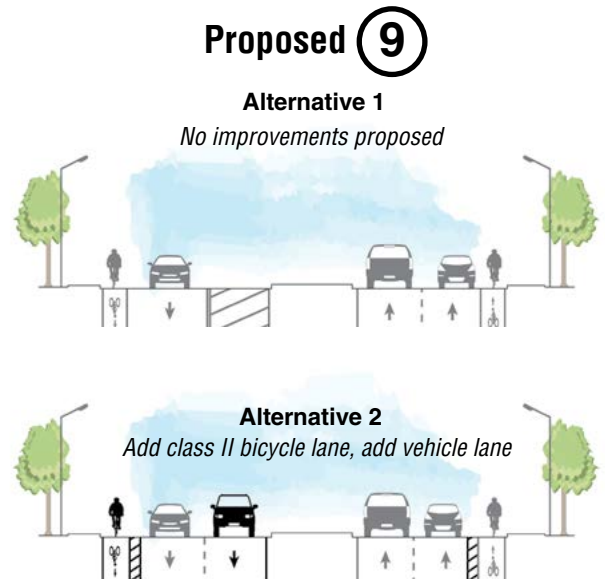 Proposed 9
Alternative 1
No improvements proposed
Alternative 2
Add class II bicycle lane, add vehicle lane